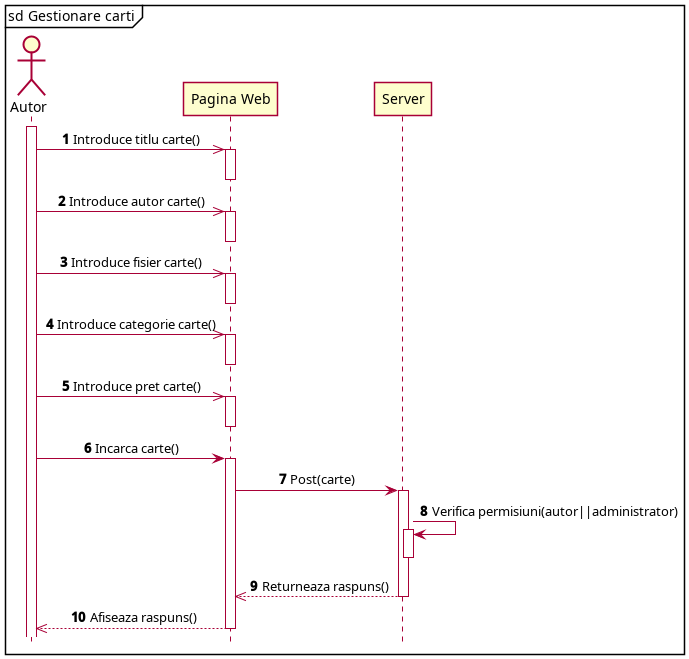 sd Gestionare carti
Autor
Pagina Web
Server
1 Introduce titlu carte()
2 Introduce autor carte()
3 Introduce fisier carte()
4 Introduce categorie carte()
5 Introduce pret carte()
6 Incarca carte()
7 Post(carte)
8 Verifica permisiuni(autor||administrator)
9 Returneaza raspuns()
10 Afiseaza raspuns()